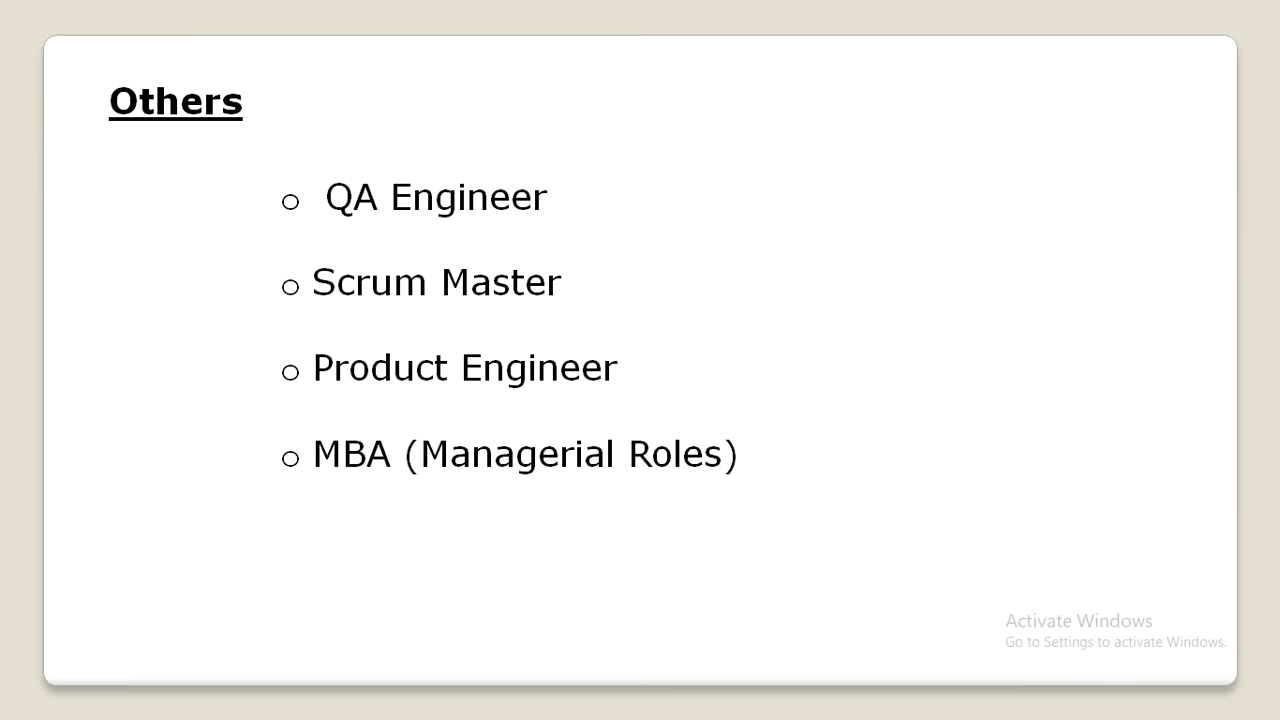 Others
QA Engineer
Scrum Master
Product Engineer
MBA (Managerial Roles)
Activate Windows
Go to Settings to activate Windows.